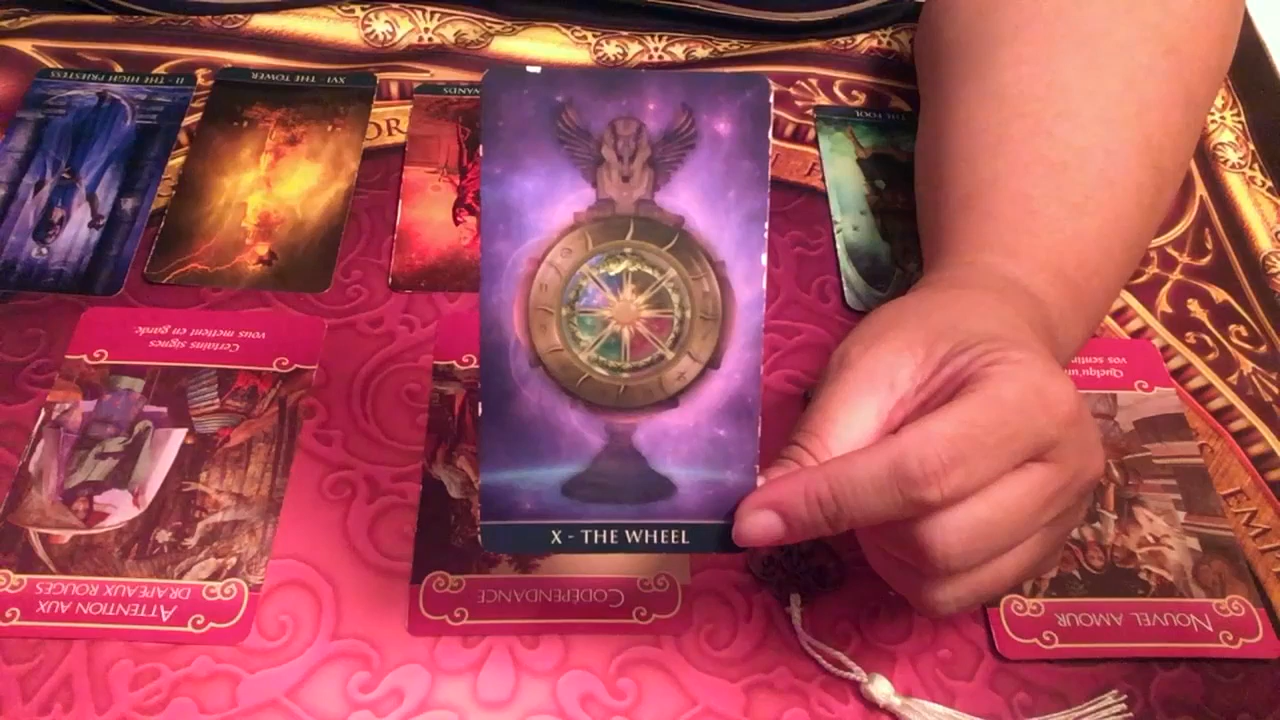 II - THE HIGH PRIESTESS
XVI - THE TOWER
WANDS
THE FOOL
OR
X - THE WHEEL
Certains signes
vous mettent en garde.
ATTENTION AUX
DRAPEAUX ROUGES
CODÉPENDANCE
Quelqu'un
vos
NOUVEL AMOUR